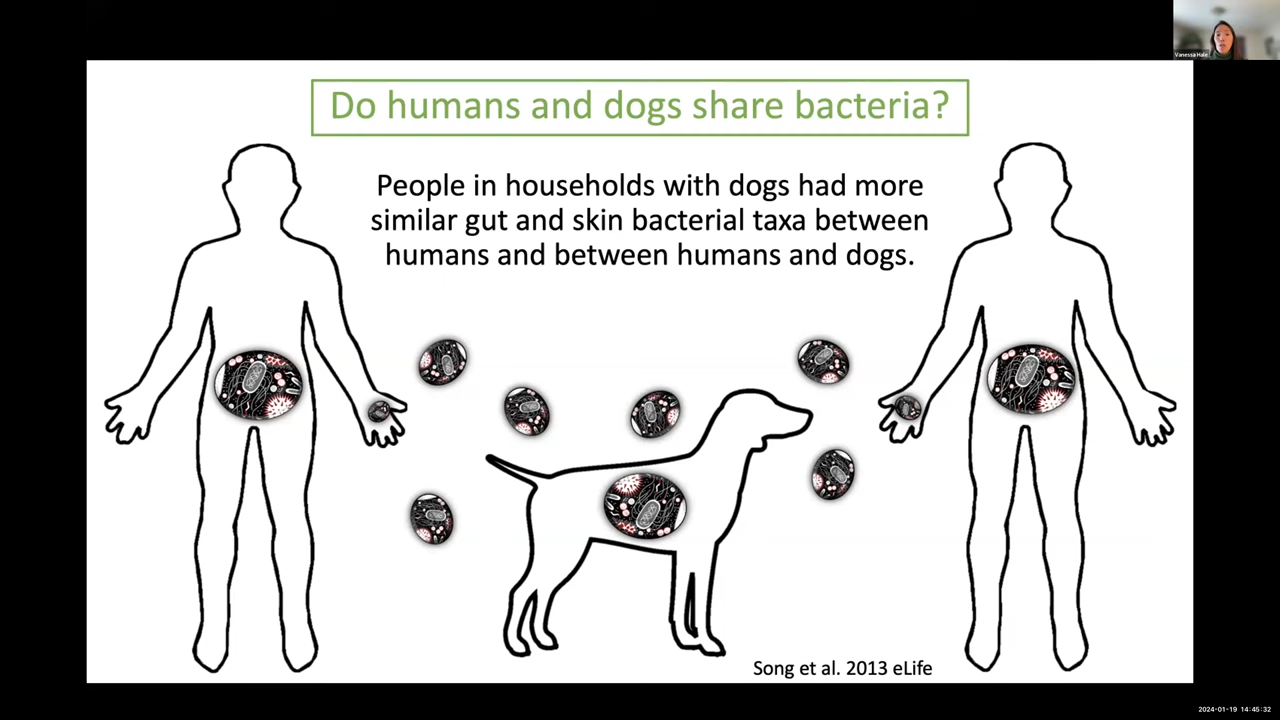 Vanessa Hale
Do humans and dogs share bacteria?
People in households with dogs had more
similar gut and skin bacterial taxa between
humans and between humans and dogs.
Song et al. 2013 eLife
2024-01-19 14:45:32